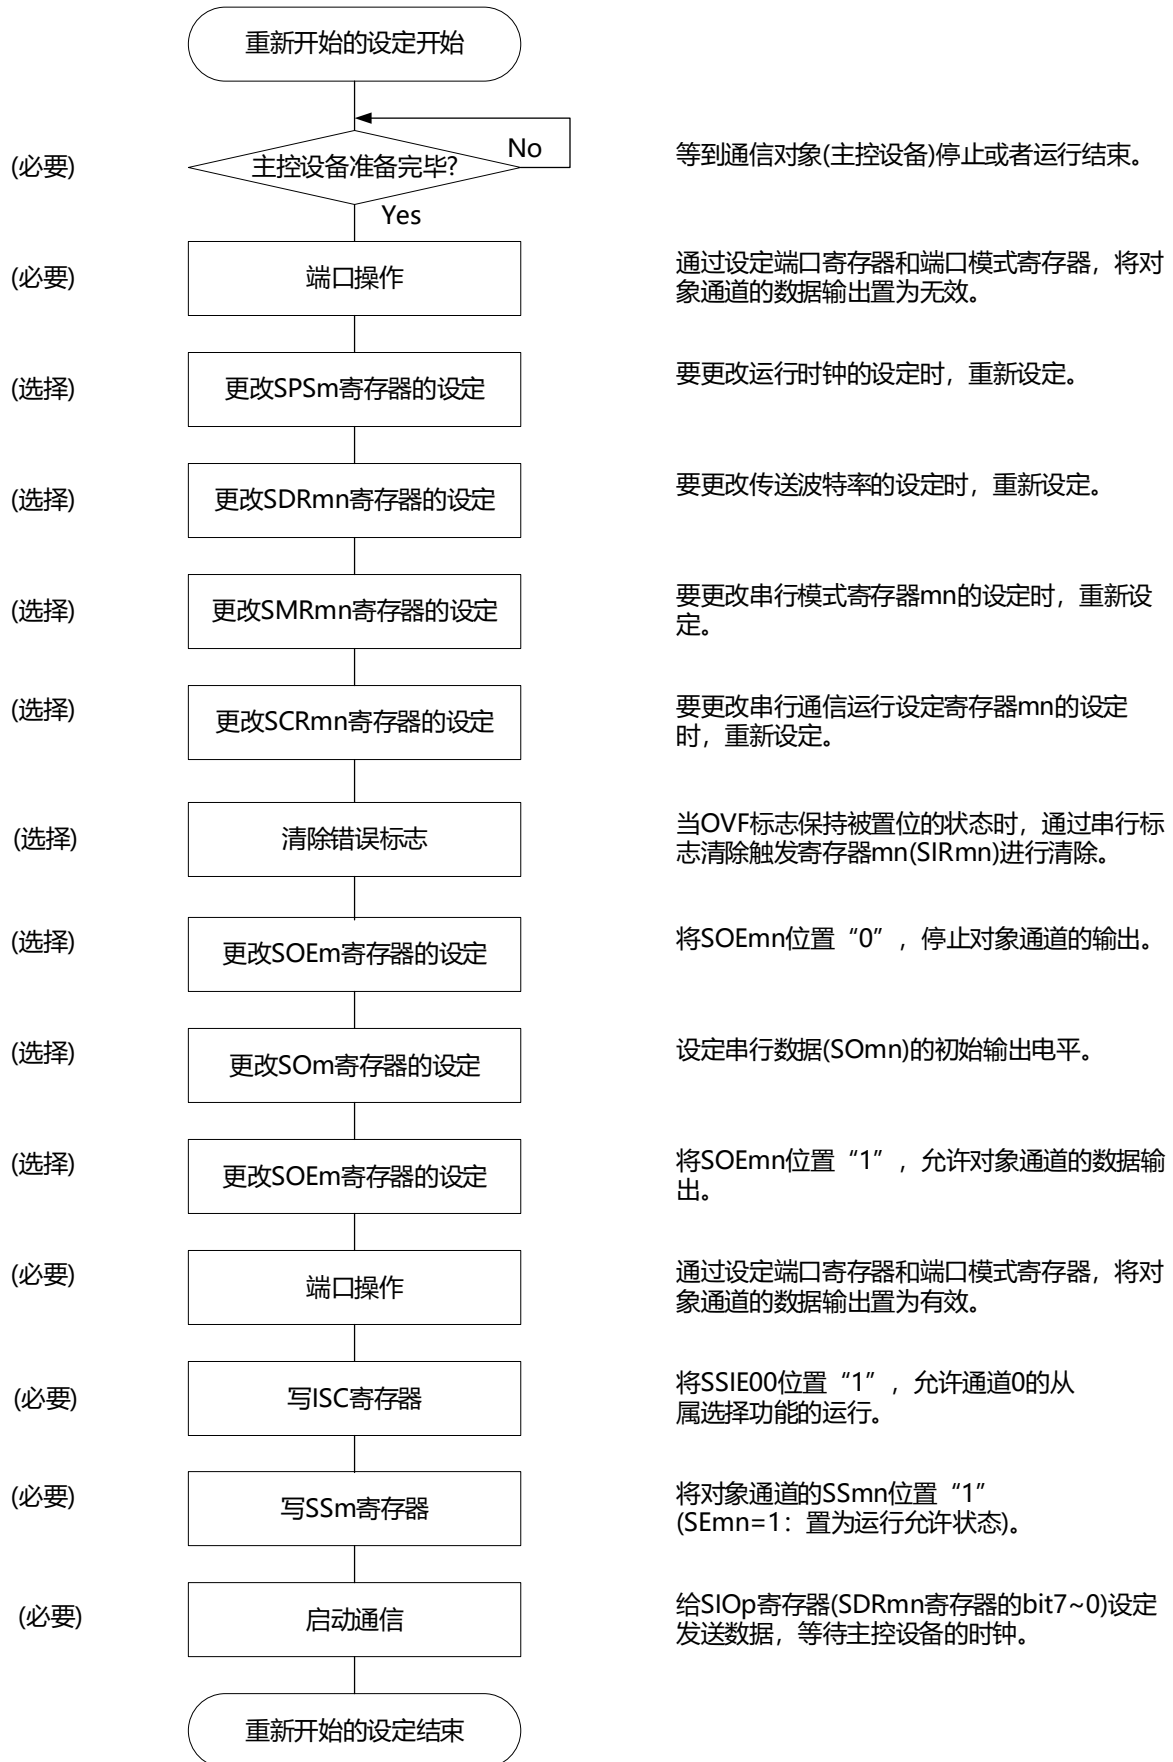 重新开始的设定开始
(必要)
主控设备准备完毕?
No
等到通信对象(主控设备)停止或者运行结束。
Yes
(必要)
端口操作
通过设定端口寄存器和端口模式寄存器，将对
象通道的数据输出置为无效。
(选择)
更改SPSm寄存器的设定
要更改运行时钟的设定时，重新设定。
(选择)
更改SDRmn寄存器的设定
要更改传送波特率的设定时，重新设定。
(选择)
更改SMRmn寄存器的设定
要更改串行模式寄存器mn的设定时，重新设
定。
(选择)
更改SCRmn寄存器的设定
要更改串行通信运行设定寄存器mn的设定
时，重新设定。
(选择)
清除错误标志
当OVF标志保持被置位的状态时，通过串行标
志清除触发寄存器mn(SIRmn)进行清除。
(选择)
更改SOEm寄存器的设定
将SOEmn位置“0”，停止对象通道的输出。
(选择)
更改SOm寄存器的设定
设定串行数据(SOmn)的初始输出电平。
(选择)
更改SOEm寄存器的设定
将SOEmn位置“1”，允许对象通道的数据输
出。
(必要)
端口操作
通过设定端口寄存器和端口模式寄存器，将对
象通道的数据输出置为有效。
(必要)
写ISC寄存器
将SSIE00位置“1”，允许通道0的从
属选择功能的运行。
(必要)
写SSm寄存器
将对象通道的SSmn位置“1”
(SEmn=1：置为运行允许状态)。
(必要)
启动通信
给SIOp寄存器(SDRmn寄存器的bit7~0)设定
发送数据，等待主控设备的时钟。
重新开始的设定结束